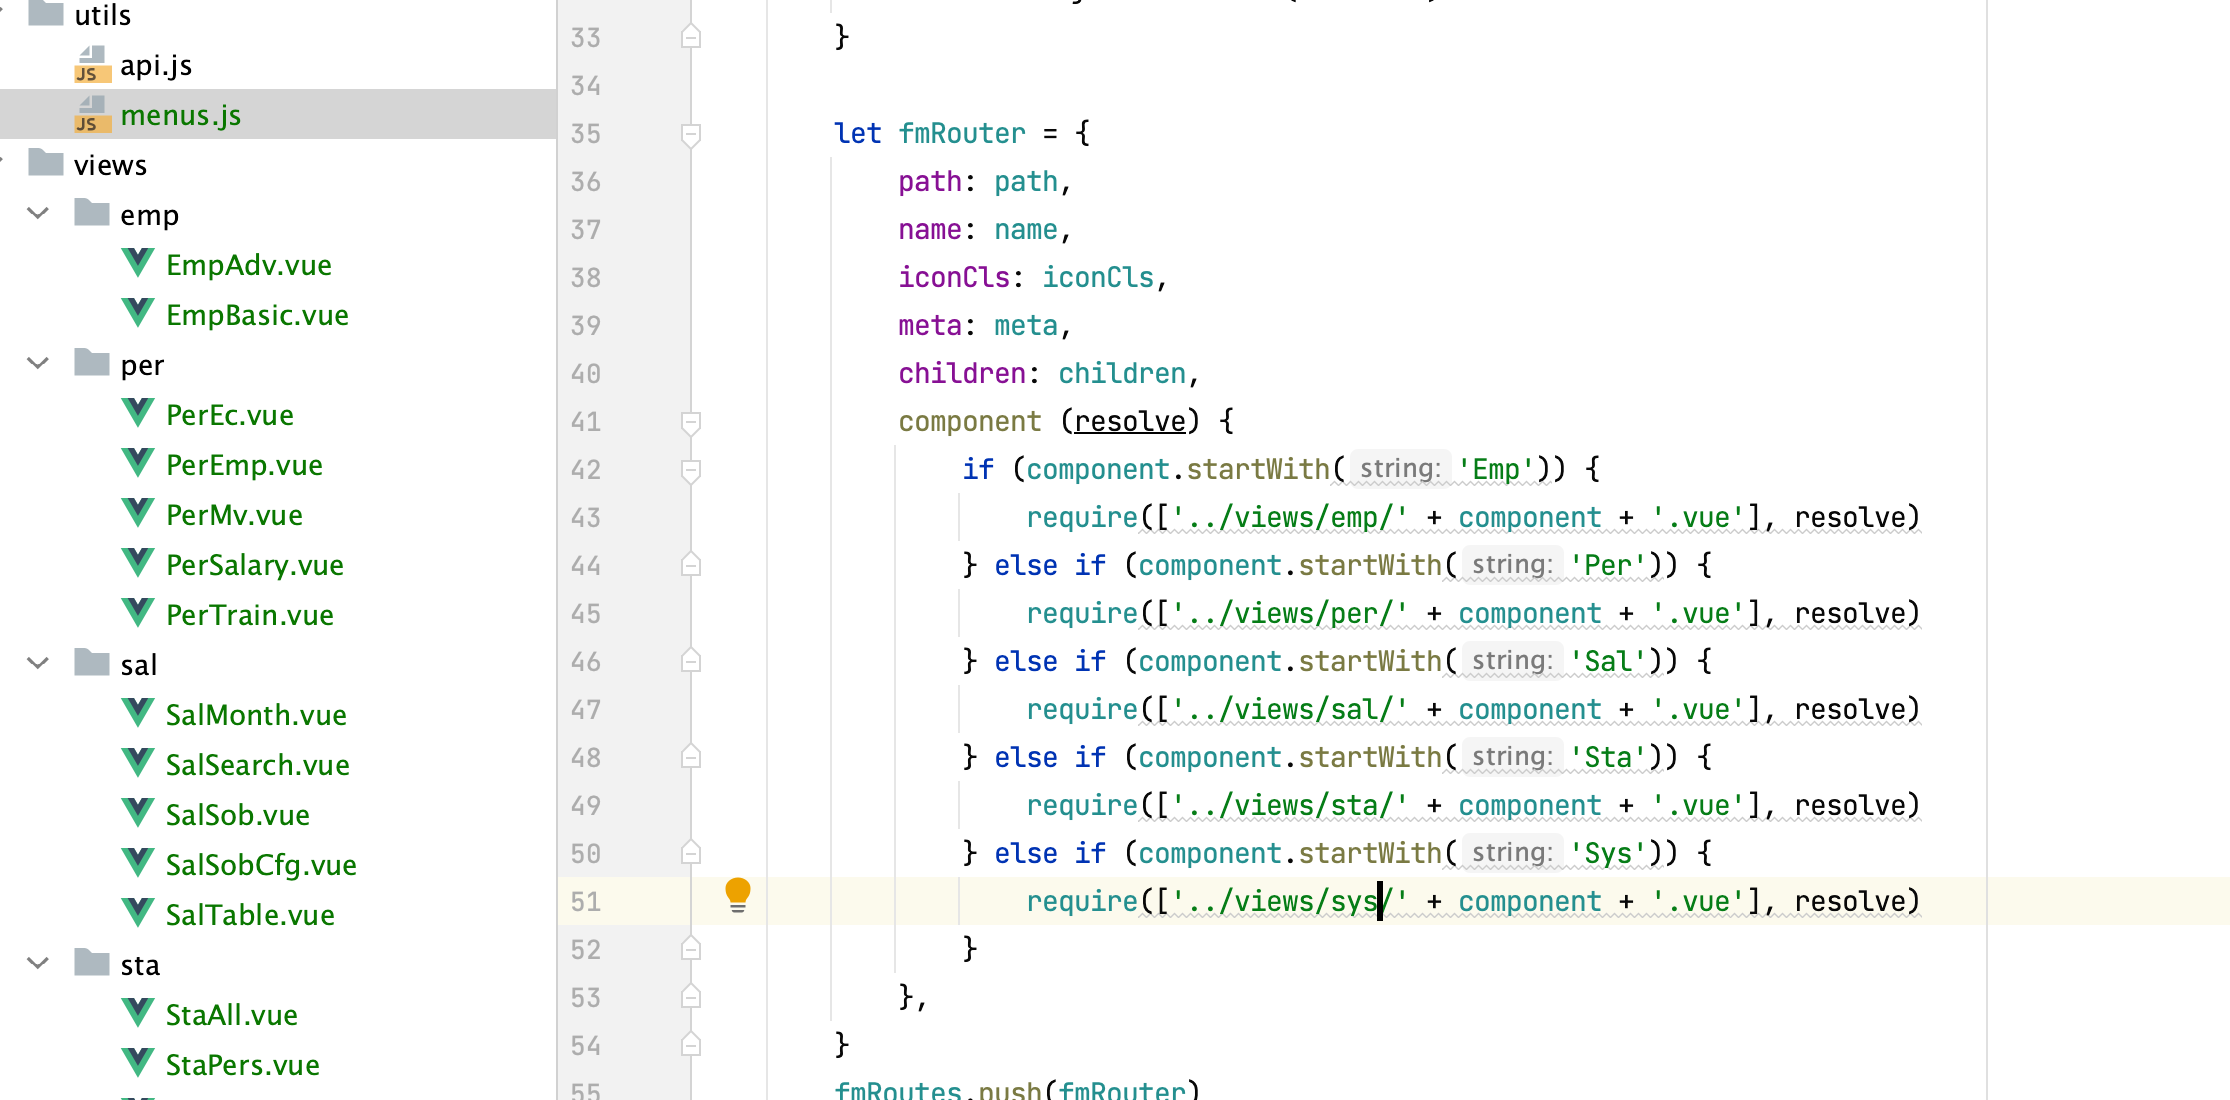 utils
api.js
menus.js
views
emp
EmpAdv.vue
EmpBasic.vue
per
PerEc.vue
PerEmp.vue
PerMv.vue
PerSalary.vue
PerTrain.vue
sal
SalMonth.vue
SalSearch.vue
SalSob.vue
SalSobCfg.vue
SalTable.vue
sta
StaAll.vue
StaPers.vue
33 }
34
35 let fmRouter = {
36 path: path,
37 name: name,
38 iconCls: iconCls,
39 meta: meta,
40 children: children,
41 component (resolve) {
42 if (component.startWith( string: 'Emp')) {
43 require(['../views/emp/' + component + '.vue'], resolve)
44 } else if (component.startWith( string: 'Per')) {
45 require(['../views/per/' + component + '.vue'], resolve)
46 } else if (component.startWith( string: 'Sal')) {
47 require(['../views/sal/' + component + '.vue'], resolve)
48 } else if (component.startWith( string: 'Sta')) {
49 require(['../views/sta/' + component + '.vue'], resolve)
50 } else if (component.startWith( string: 'Sys')) {
51 require(['../views/sys/' + component + '.vue'], resolve)
52 }
53 },
54 }
55 fmRoutes.push(fmRouter)